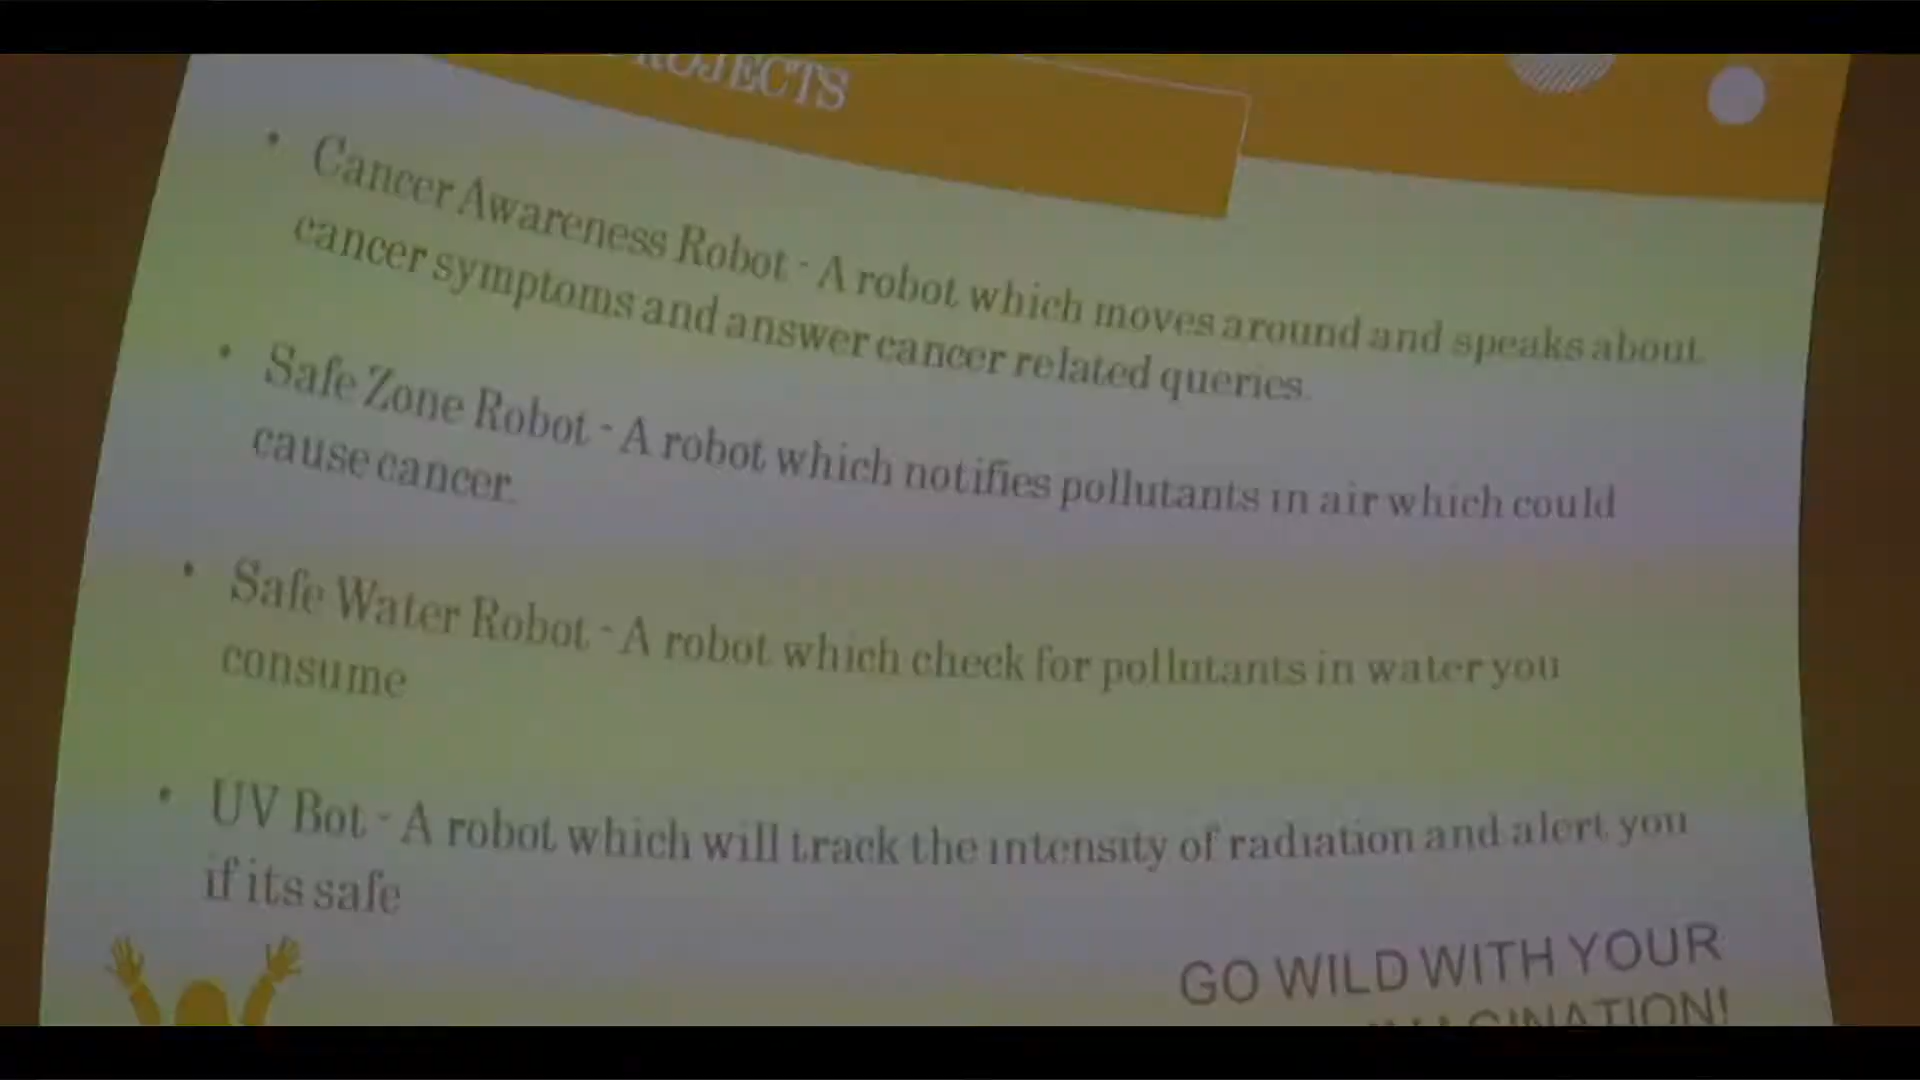 PROJECTS
• Cancer Awareness Robot - A robot which moves around and speaks about
cancer symptoms and answer cancer related queries.
• Safe Zone Robot - A robot which notifies pollutants in air which could
cause cancer.
• Safe Water Robot - A robot which check for pollutants in water you
consume
• UV Bot - A robot which will track the intensity of radiation and alert you
if its safe
GO WILD WITH YOUR
IMAGINATION!